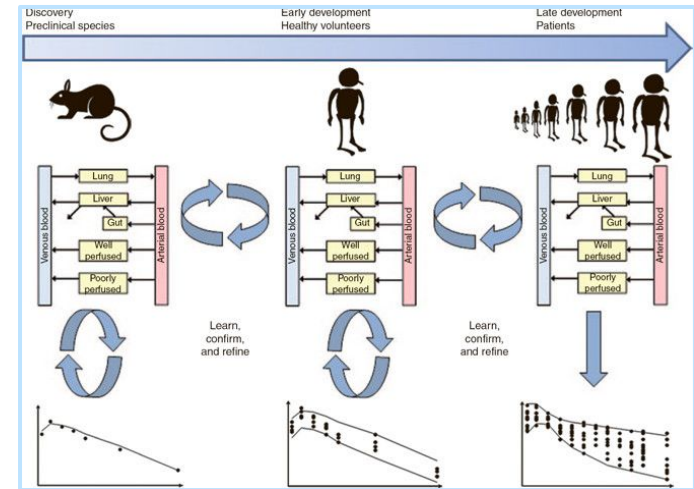 Discovery
Preclinical species
Early development
Healthy volunteers
Late development
Patients
Venous blood
Lung
Liver
Gut
Well
perfused
Poorly
perfused
Arterial blood
Venous blood
Lung
Liver
Gut
Well
perfused
Poorly
perfused
Arterial blood
Venous blood
Lung
Liver
Gut
Well
perfused
Poorly
perfused
Arterial blood
Learn,
confirm,
and refine
Learn,
confirm,
and refine